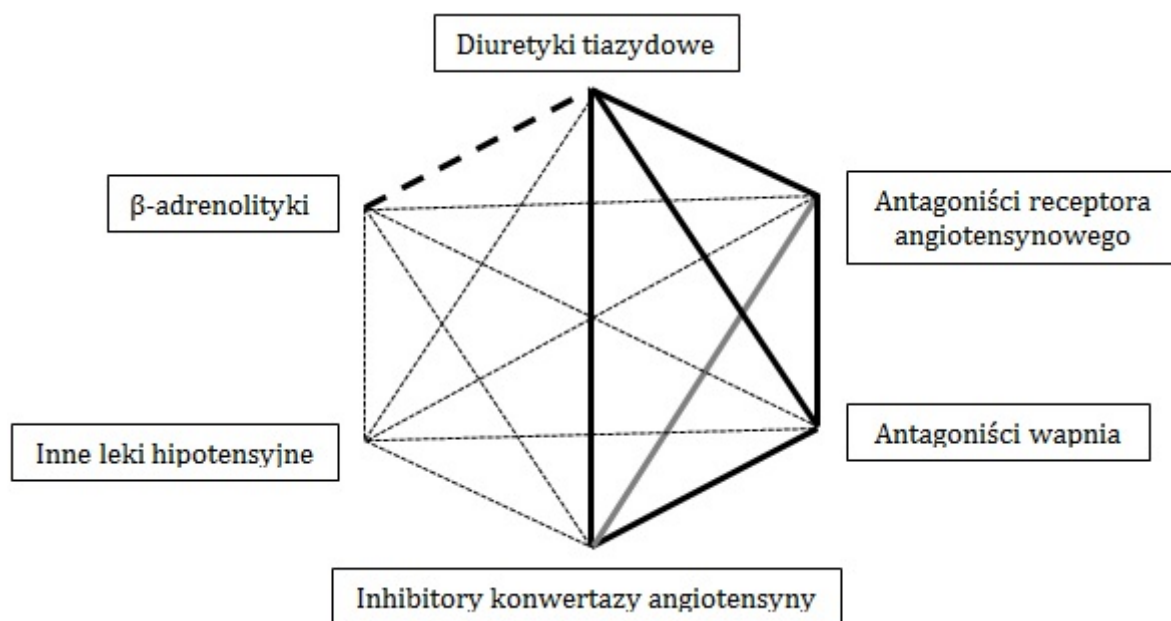 Diuretyki tiazydowe
β-adrenolityki
Antagoniści receptora
angiotensynowego
Inne leki hipotensyjne
Antagoniści wapnia
Inhibitory konwertazy angiotensyny